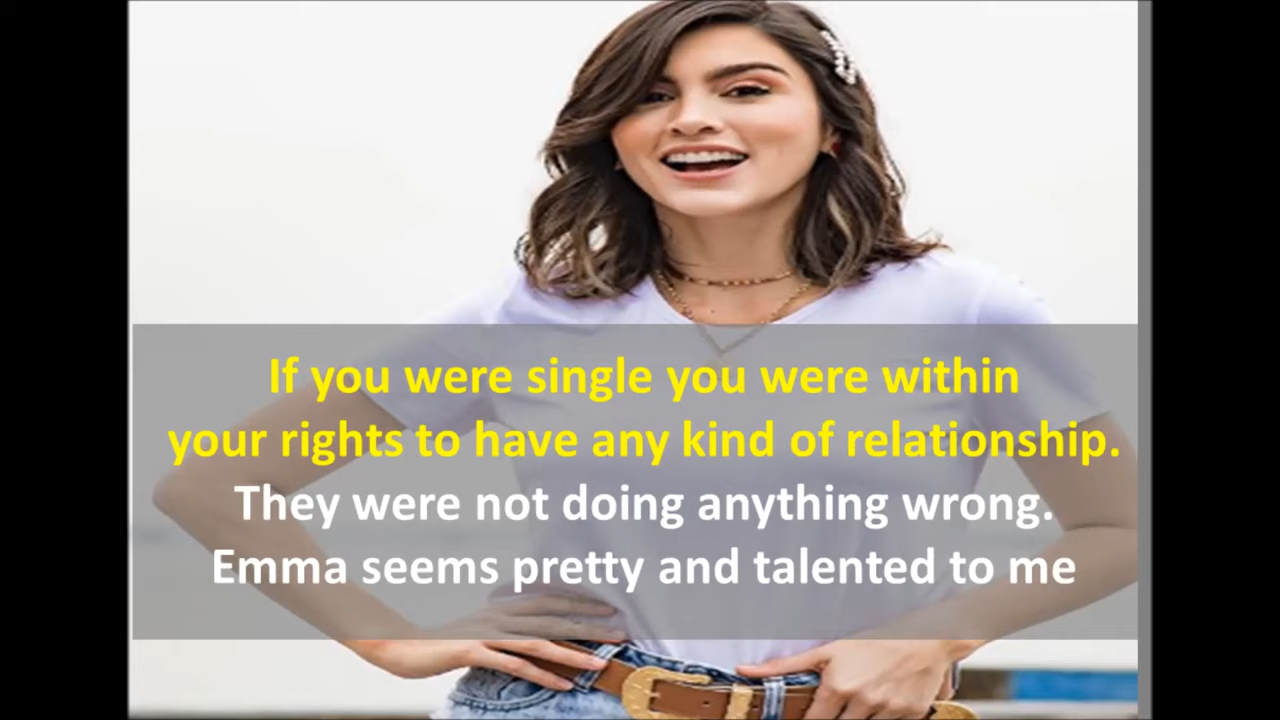 If you were single you were within
your rights to have any kind of relationship.
They were not doing anything wrong.
Emma seems pretty and talented to me